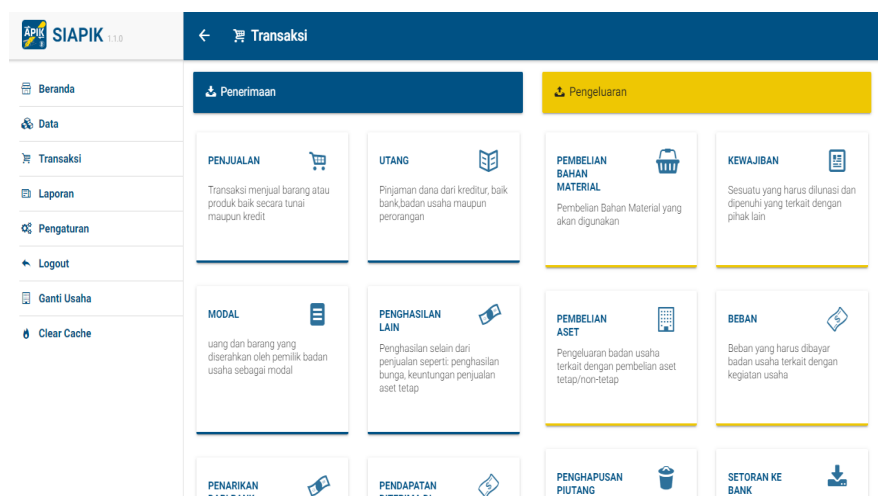 APIK
SIAPIK 1.1.0
Transaksi
Beranda
Data
Transaksi
Laporan
Pengaturan
Logout
Ganti Usaha
Clear Cache
Penerimaan
Pengeluaran
PENJUALAN
Transaksi menjual barang atau
produk baik secara tunai
maupun kredit
UTANG
Pinjaman dana dari kreditur, baik
bank,badan usaha maupun
perorangan
PEMBELIAN
BAHAN
MATERIAL
Pembelian Bahan Material yang
akan digunakan
KEWAJIBAN
Sesuatu yang harus dilunasi dan
dipenuhi yang terkait dengan
pihak lain
MODAL
uang dan barang yang
diserahkan oleh pemilik badan
usaha sebagai modal
PENGHASILAN
LAIN
Penghasilan selain dari
penjualan seperti: penghasilan
bunga, keuntungan penjualan
aset tetap
PEMBELIAN
ASET
Pengeluaran badan usaha
terkait dengan pembelian aset
tetap/non-tetap
BEBAN
Beban yang harus dibayar
badan usaha terkait dengan
kegiatan usaha
PENARIKAN
DARI BANK
PENDAPATAN
PENGHAPUSAN
PIUTANG
SETORAN KE
BANK